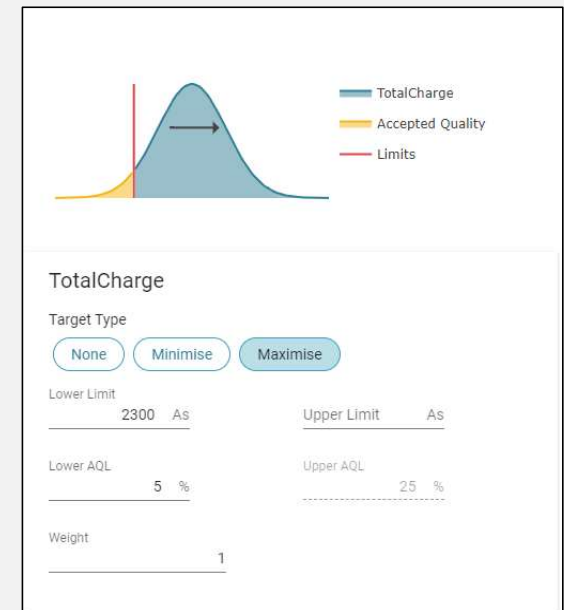 TotalCharge
Accepted Quality
Limits
TotalCharge
Target Type
None Minimise Maximise
Lower Limit
2300 As Upper Limit As
Lower AQL Upper AQL
5 % 25 %
Weight
1